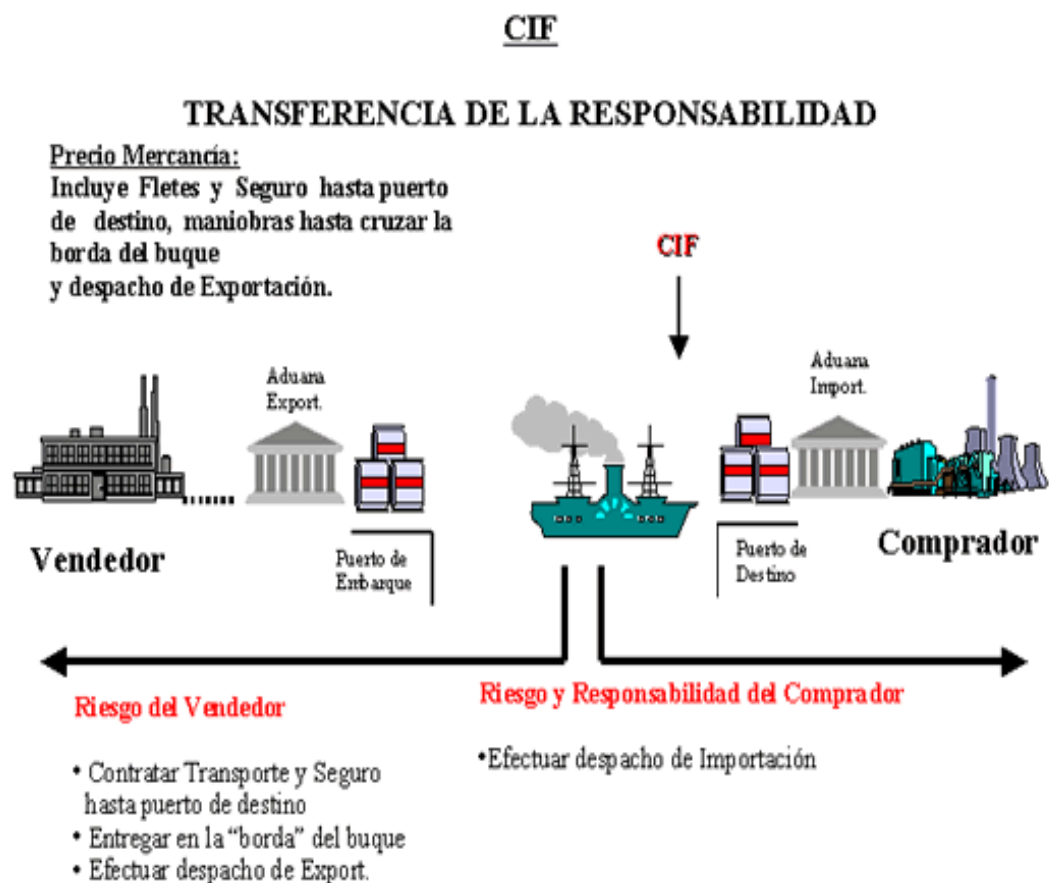 CIF
TRANSFERENCIA DE LA RESPONSABILIDAD
Precio Mercancía:
Incluye Fletes y Seguro hasta puerto
de destino, maniobras hasta cruzar la
borda del buque
y despacho de Exportación.
CIF
Aduana
Export.
Aduana
Import.
Vendedor
Puerto de
Embarque
Puerto de
Destino
Comprador
Riesgo del Vendedor
• Contratar Transporte y Seguro
hasta puerto de destino
• Entregar en la “borda” del buque
• Efectuar despacho de Export.
Riesgo y Responsabilidad del Comprador
•Efectuar despacho de Importación